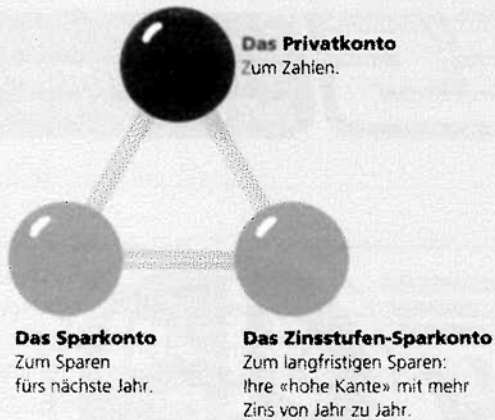 Das Privatkonto
Zum Zahlen.
Das Sparkonto
Zum Sparen
fürs nächste Jahr.
Das Zinsstufen-Sparkonto
Zum langfristigen Sparen:
Ihre «hohe Kante» mit mehr
Zins von Jahr zu Jahr.